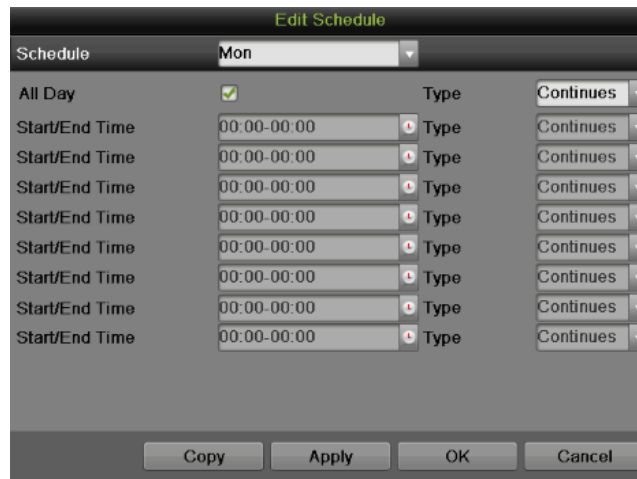 Edit Schedule
Schedule Mon
All Day Type Continues
Start/End Time 00:00-00:00 Type Continues
Start/End Time 00:00-00:00 Type Continues
Start/End Time 00:00-00:00 Type Continues
Start/End Time 00:00-00:00 Type Continues
Start/End Time 00:00-00:00 Type Continues
Start/End Time 00:00-00:00 Type Continues
Start/End Time 00:00-00:00 Type Continues
Start/End Time 00:00-00:00 Type Continues
Copy Apply OK Cancel